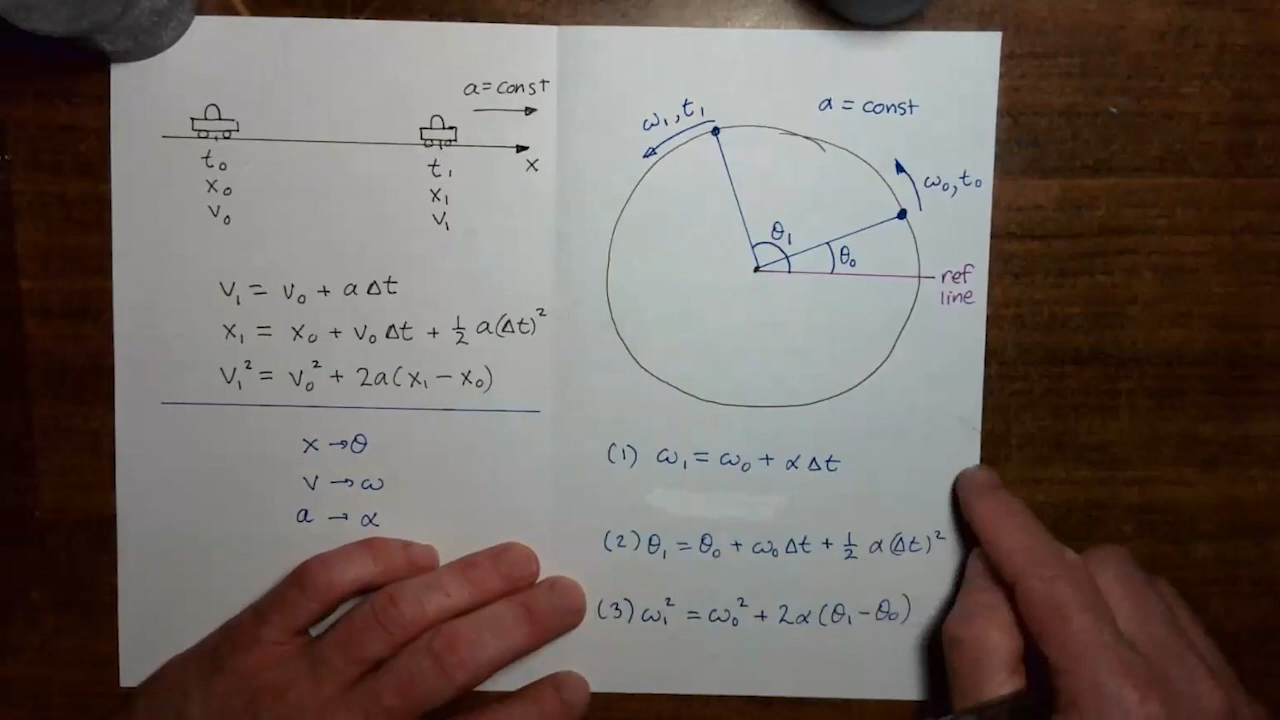 a = const
x
t₀
x₀
v₀
t₁
x₁
v₁
v₁ = v₀ + a Δt
x₁ = x₀ + v₀ Δt + ½ a(Δt)²
v₁² = v₀² + 2a(x₁ − x₀)
x → θ
v → ω
a → α
ω₁, t₁
α = const
ω₀, t₀
θ₁
θ₀
ref
line
(1) ω₁ = ω₀ + α Δt
(2) θ₁ = θ₀ + ω₀ Δt + ½ α(Δt)²
(3) ω₁² = ω₀² + 2α(θ₁ − θ₀)